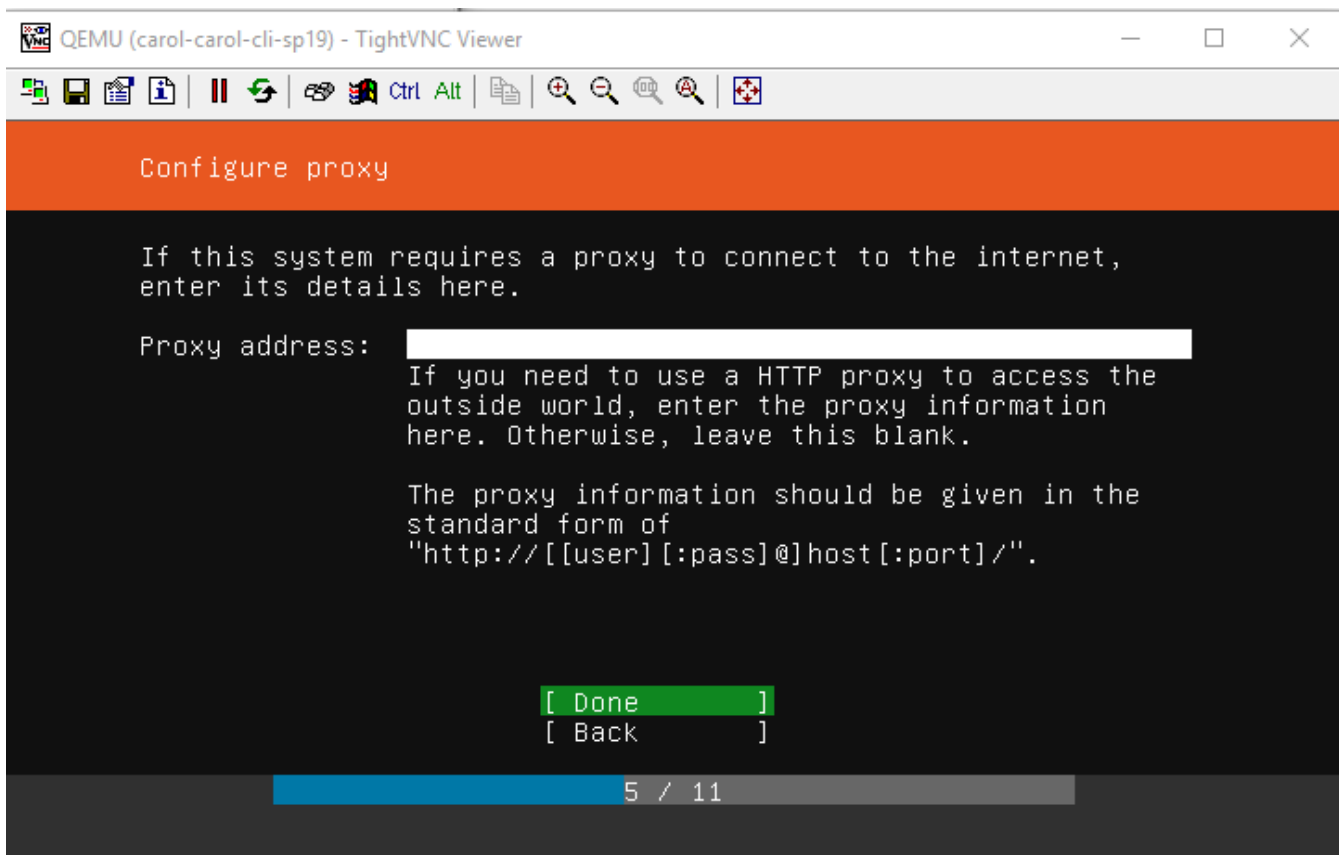 QEMU (carol-carol-cli-sp19) - TightVNC Viewer
Ctrl Alt
Configure proxy
If this system requires a proxy to connect to the internet,
enter its details here.
Proxy address:
If you need to use a HTTP proxy to access the
outside world, enter the proxy information
here. Otherwise, leave this blank.
The proxy information should be given in the
standard form of
"http://[[user][:pass]@]host[:port]/".
[ Done ]
[ Back ]
5 / 11